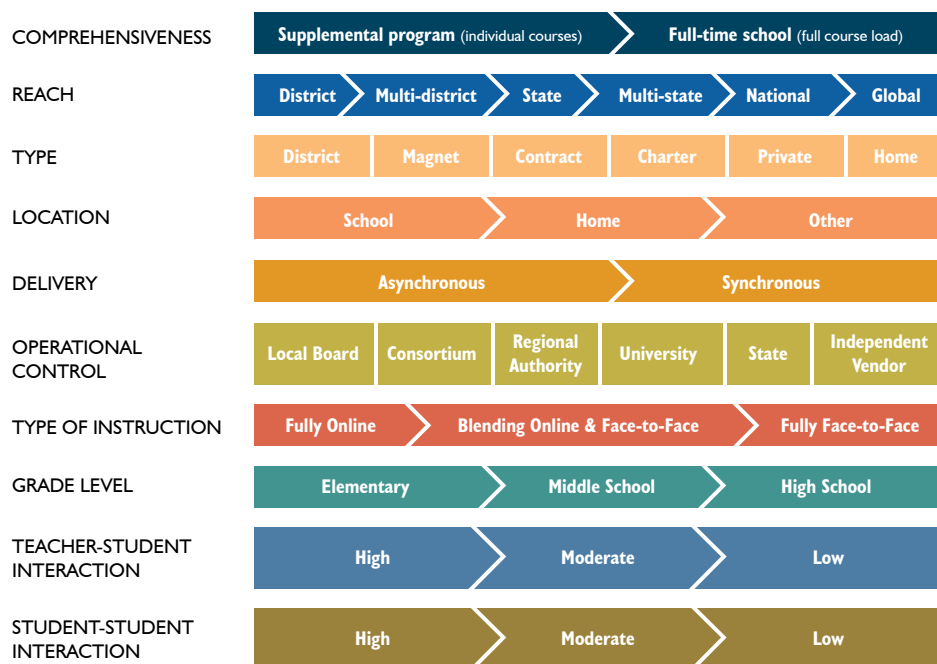 COMPREHENSIVENESS
Supplemental program (individual courses) Full-time school (full course load)
REACH
District Multi-district State Multi-state National Global
TYPE
District Magnet Contract Charter Private Home
LOCATION
School Home Other
DELIVERY
Asynchronous Synchronous
OPERATIONAL
CONTROL
Local Board Consortium Regional
Authority University State Independent
Vendor
TYPE OF INSTRUCTION
Fully Online Blending Online & Face-to-Face Fully Face-to-Face
GRADE LEVEL
Elementary Middle School High School
TEACHER-STUDENT
INTERACTION
High Moderate Low
STUDENT-STUDENT
INTERACTION
High Moderate Low